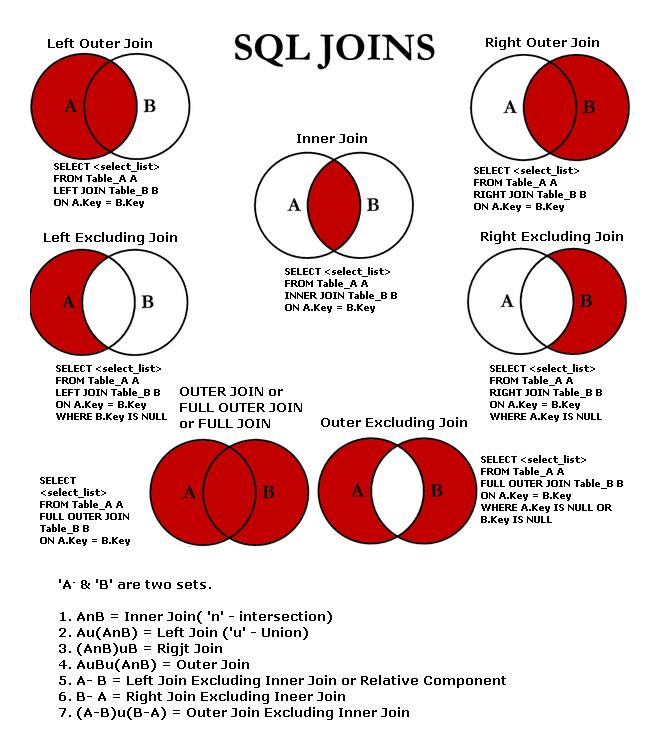 SQL JOINS
Left Outer Join
A B
SELECT <select_list>
FROM Table_A A
LEFT JOIN Table_B B
ON A.Key = B.Key
Right Outer Join
A B
SELECT <select_list>
FROM Table_A A
RIGHT JOIN Table_B B
ON A.Key = B.Key
Inner Join
A B
SELECT <select_list>
FROM Table_A A
INNER JOIN Table_B B
ON A.Key = B.Key
Left Excluding Join
A B
SELECT <select_list>
FROM Table_A A
LEFT JOIN Table_B B
ON A.Key = B.Key
WHERE B.Key IS NULL
Right Excluding Join
A B
SELECT <select_list>
FROM Table_A A
RIGHT JOIN Table_B B
ON A.Key = B.Key
WHERE A.Key IS NULL
OUTER JOIN or
FULL OUTER JOIN
or FULL JOIN
A B
SELECT
<select_list>
FROM Table_A A
FULL OUTER JOIN
Table_B B
ON A.Key = B.Key
Outer Excluding Join
A B
SELECT <select_list>
FROM Table_A A
FULL OUTER JOIN Table_B B
ON A.Key = B.Key
WHERE A.Key IS NULL OR
B.Key IS NULL
'A' & 'B' are two sets.
1. AnB = Inner Join( 'n' - intersection)
2. Au(AnB) = Left Join ('u' - Union)
3. (AnB)uB = Rigjt Join
4. AuBu(AnB) = Outer Join
5. A- B = Left Join Excluding Inner Join or Relative Component
6. B- A = Right Join Excluding Ineer Join
7. (A-B)u(B-A) = Outer Join Excluding Inner Join